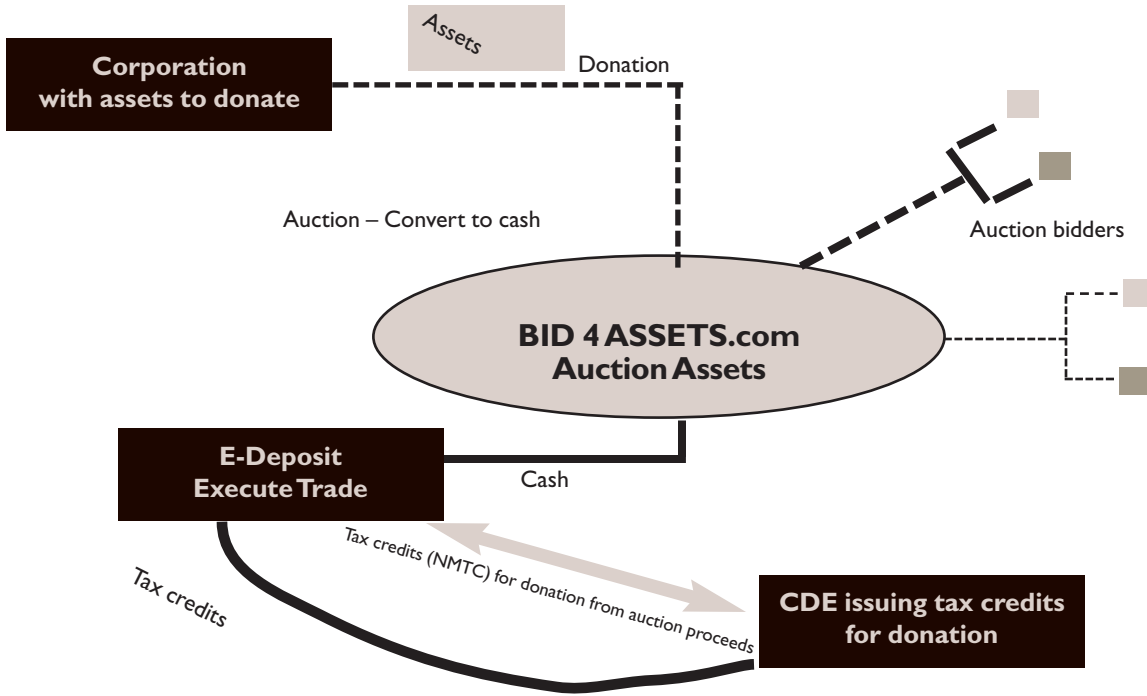 Assets
Corporation
with assets to donate
Donation
Auction – Convert to cash
Auction bidders
BID 4 ASSETS.com
Auction Assets
E-Deposit
Execute Trade
Cash
Tax credits (NMTC) for donation from auction proceeds
Tax credits
CDE issuing tax credits
for donation